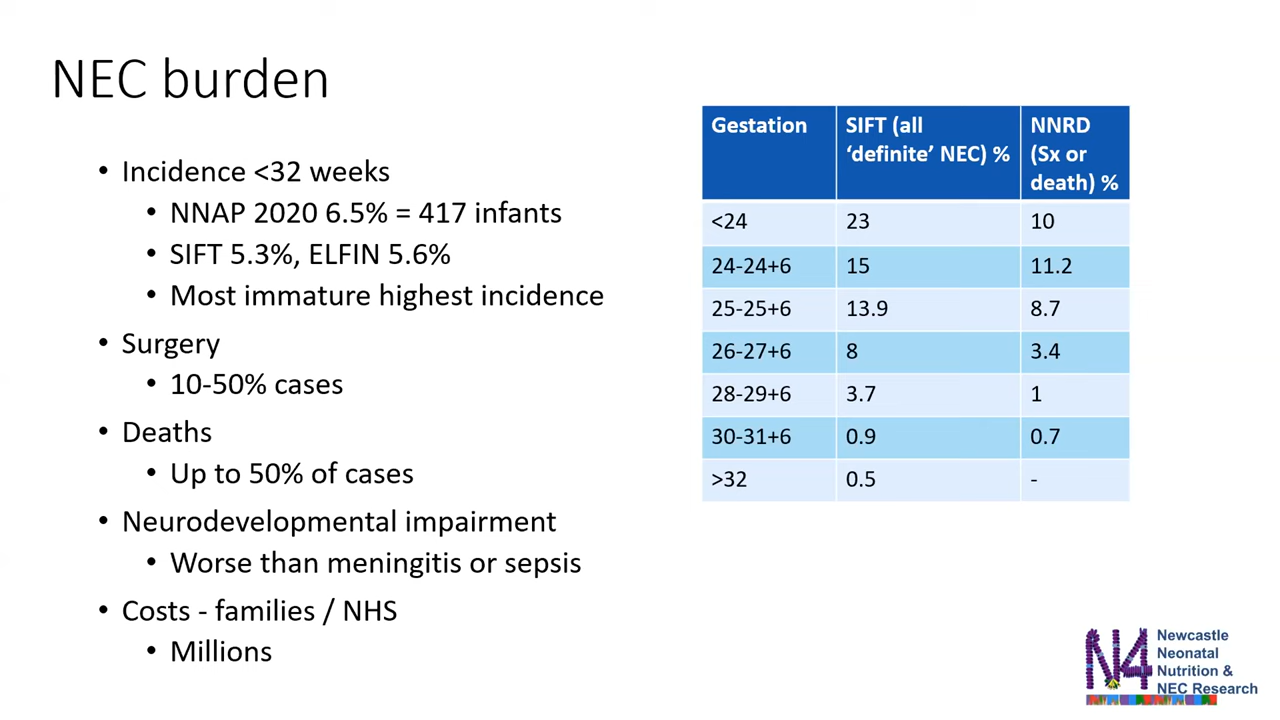 NEC burden
• Incidence <32 weeks
• NNAP 2020 6.5% = 417 infants
• SIFT 5.3%, ELFIN 5.6%
• Most immature highest incidence
• Surgery
• 10-50% cases
• Deaths
• Up to 50% of cases
• Neurodevelopmental impairment
• Worse than meningitis or sepsis
• Costs - families / NHS
• Millions
Gestation SIFT (all ‘definite’ NEC) % NNRD (Sx or death) %
<24 23 10
24-24+6 15 11.2
25-25+6 13.9 8.7
26-27+6 8 3.4
28-29+6 3.7 1
30-31+6 0.9 0.7
>32 0.5 -
N4
Newcastle
Neonatal
Nutrition &
NEC Research